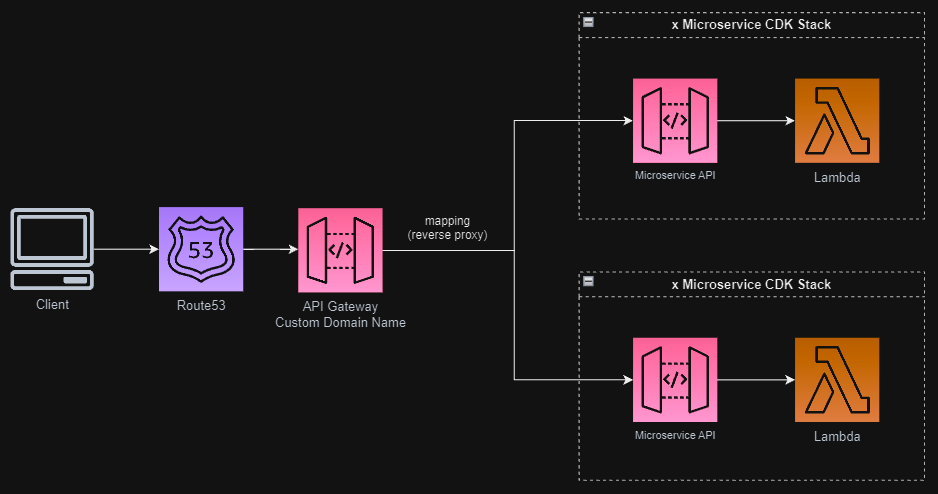 x Microservice CDK Stack
</>
Microservice API
Lambda
mapping
(reverse proxy)
53
</>
Client
Route53
API Gateway
Custom Domain Name
x Microservice CDK Stack
</>
Microservice API
Lambda